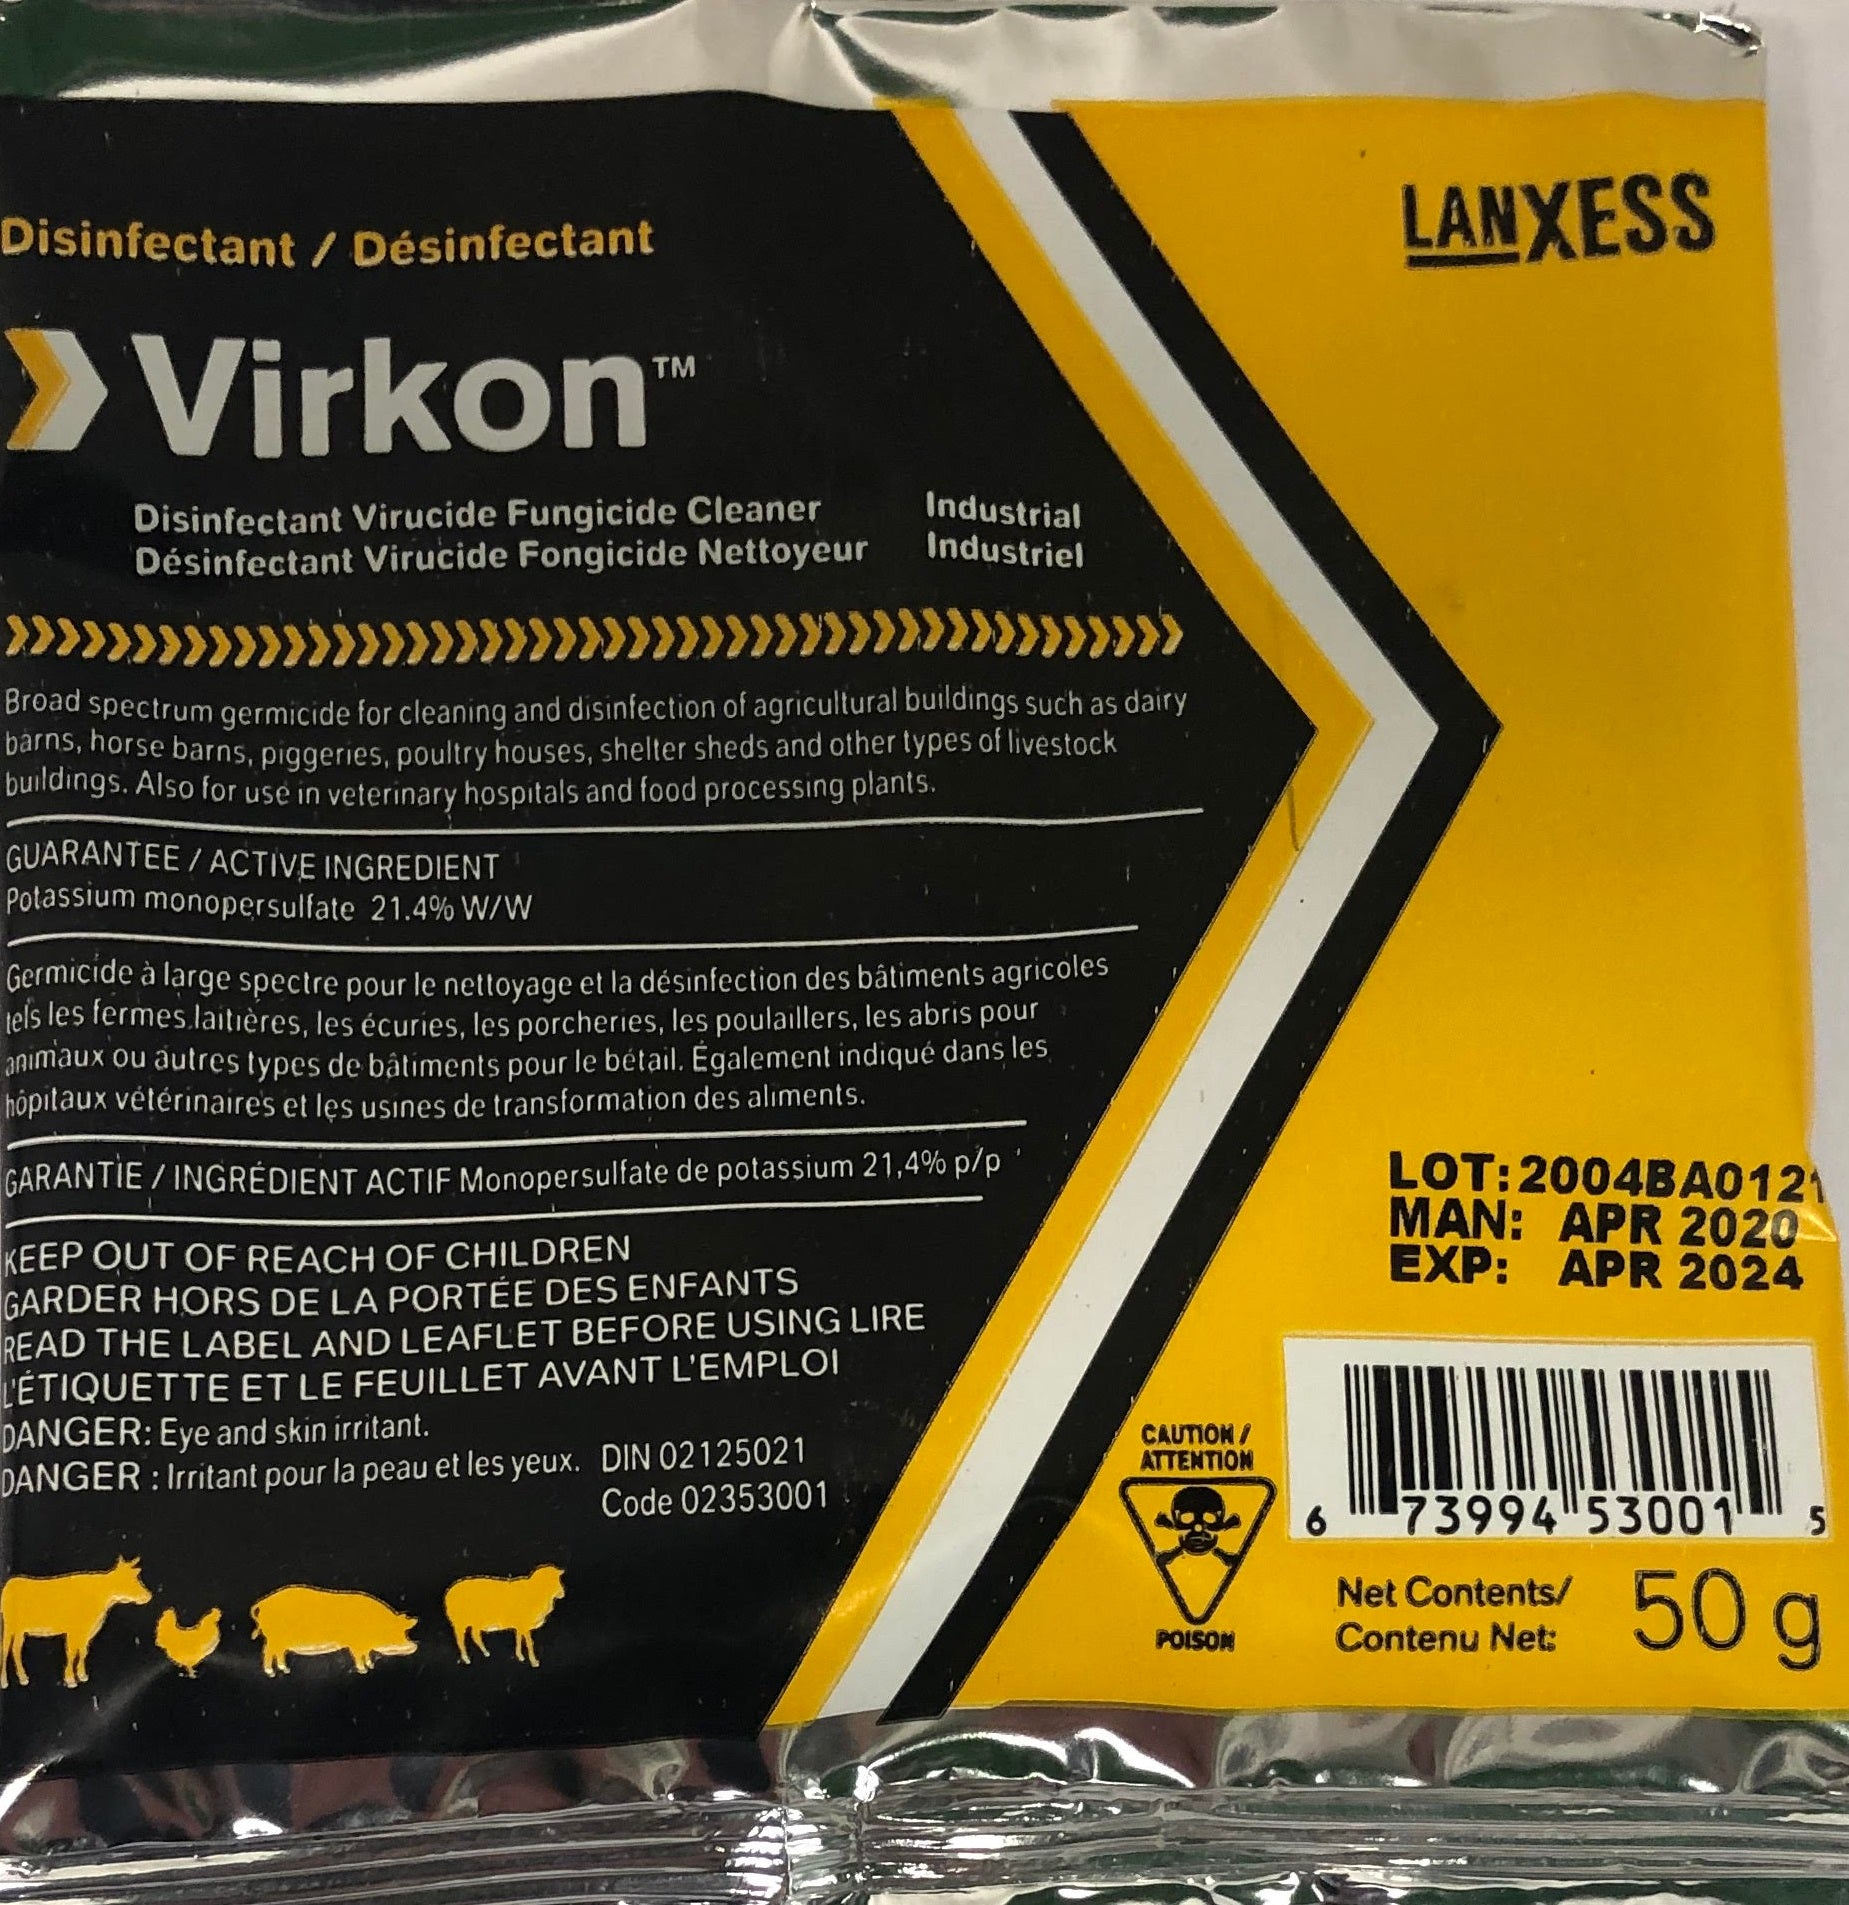 LANXESS
Disinfectant / Désinfectant
Virkon™
Disinfectant Virucide Fungicide Cleaner Industrial
Désinfectant Virucide Fongicide Nettoyeur Industriel
Broad spectrum germicide for cleaning and disinfection of agricultural buildings such as dairy
barns, horse barns, piggeries, poultry houses, shelter sheds and other types of livestock
buildings. Also for use in veterinary hospitals and food processing plants.
GUARANTEE / ACTIVE INGREDIENT
Potassium monopersulfate 21.4% W/W
Germicide à large spectre pour le nettoyage et la désinfection des bâtiments agricoles
tels les fermes laitières, les écuries, les porcheries, les poulaillers, les abris pour
animaux ou autres types de bâtiments pour le bétail. Également indiqué dans les
hôpitaux vétérinaires et les usines de transformation des aliments.
GARANTIE / INGRÉDIENT ACTIF Monopersulfate de potassium 21,4% p/p
KEEP OUT OF REACH OF CHILDREN
GARDER HORS DE LA PORTÉE DES ENFANTS
READ THE LABEL AND LEAFLET BEFORE USING LIRE
L'ÉTIQUETTE ET LE FEUILLET AVANT L'EMPLOI
DANGER: Eye and skin irritant.
DANGER : Irritant pour la peau et les yeux. DIN 02125021
Code 02353001
LOT: 2004BA0121
MAN: APR 2020
EXP: APR 2024
CAUTION /
ATTENTION
POISON
6 73994 53001 5
Net Contents/
Contenu Net: 50 g